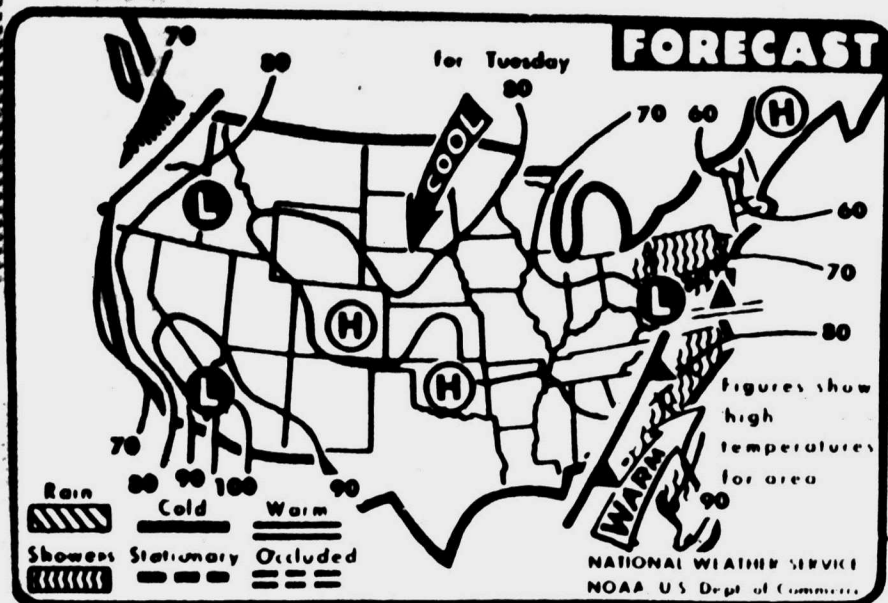 FORECAST
for Tuesday
70
80
80
70
60
COOL
H
L
60
70
L
80
H
H
L
Figures show
high
temperatures
for area
WARM
90
70
80
90
100
90
Rain
Cold
Warm
Showers
Stationary
Occluded
NATIONAL WEATHER SERVICE
NOAA U S Dept of Commerce